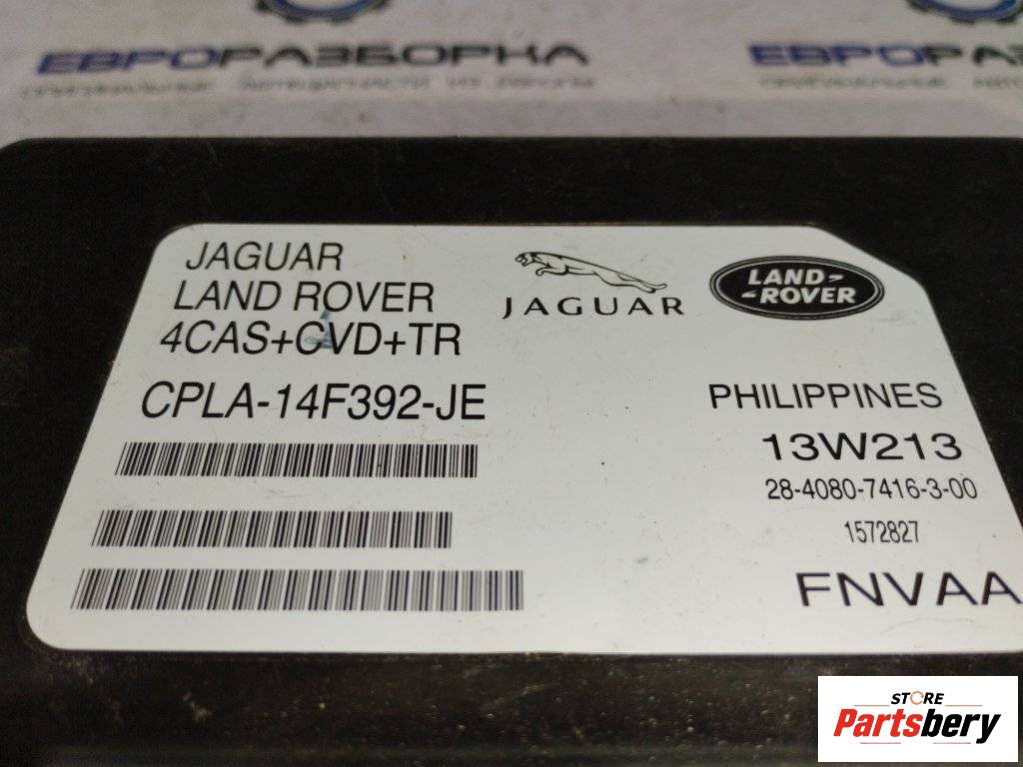 ЕВРОРАЗБОРКА
JAGUAR
LAND ROVER
4CAS+CVD+TR
CPLA-14F392-JE
JAGUAR
LAND-
-ROVER
PHILIPPINES
13W213
28-4080-7416-3-00
1572827
FNVAA
STORE
Partsbery